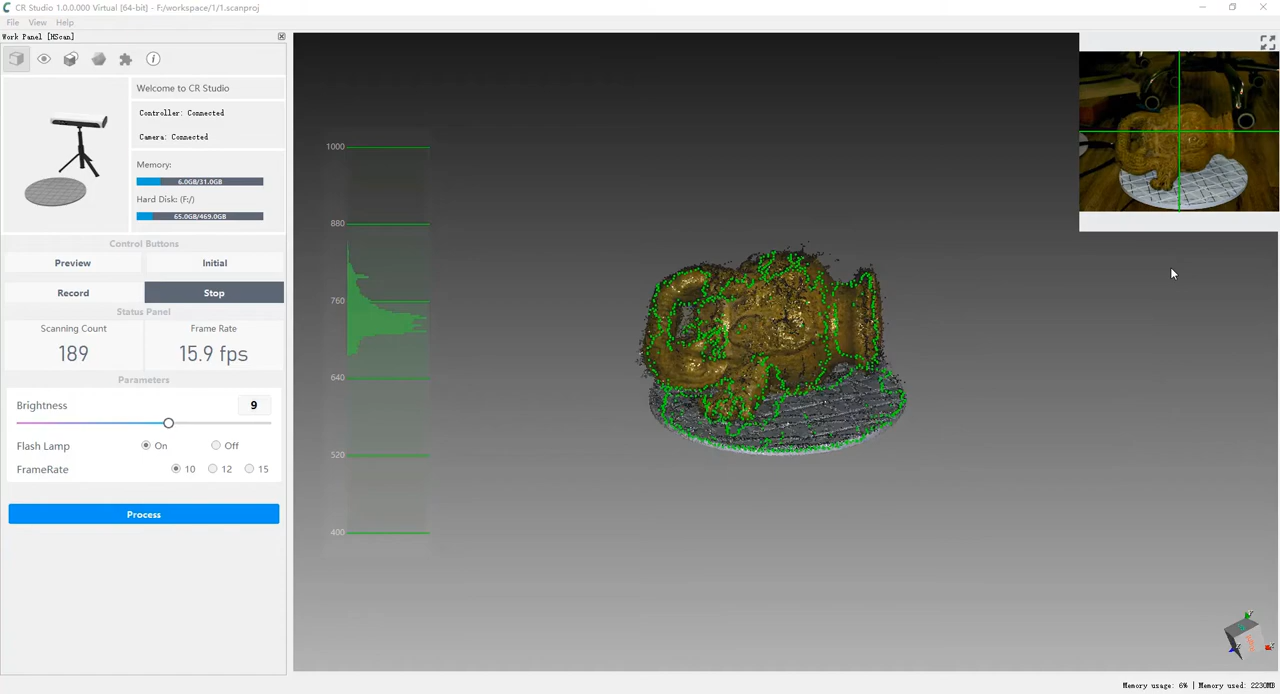 CR Studio 1.0.0.000 Virtual [64-bit] - F:/workspace/1/1.scanproj
File View Help
Work Panel [MScan]
Welcome to CR Studio
Controller: Connected
Camera: Connected
Memory:
6.0GB/31.0GB
Hard Disk: (F:/)
65.0GB/469.0GB
Control Buttons
Preview Initial
Record Stop
Status Panel
Scanning Count Frame Rate
189 15.9 fps
Parameters
Brightness 9
Flash Lamp On Off
FrameRate 10 12 15
Process
1000
880
760
640
520
400
Memory usage: 6% | Memory used: 2230MB